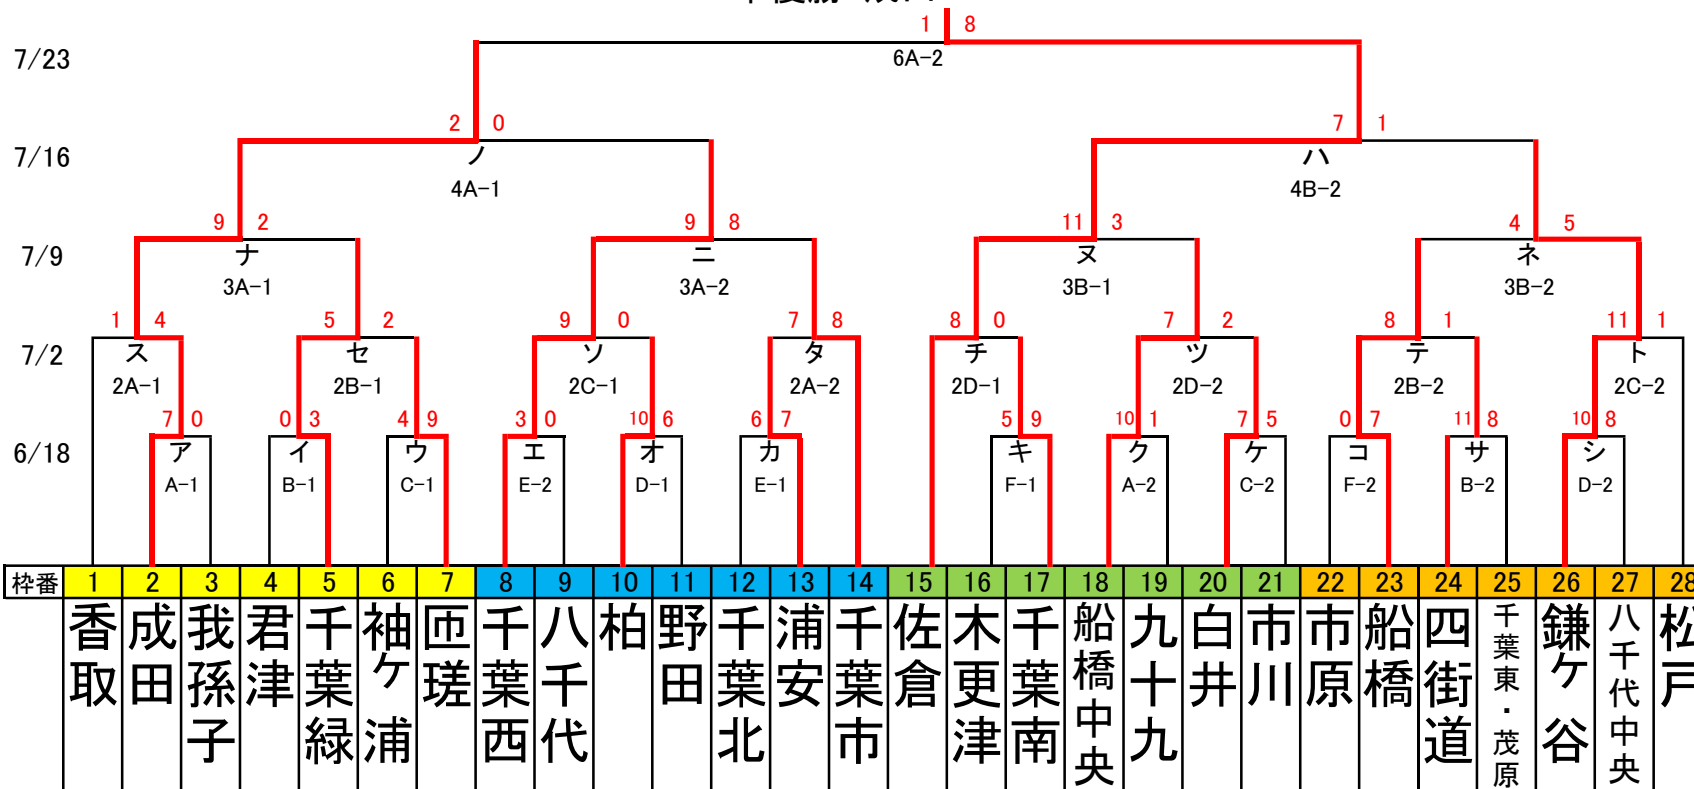 1 8
7/23
6A-2
2 0 7 1
7/16 ノ ハ
4A-1 4B-2
9 2 9 8 11 3 4 5
7/9 ナ ニ ヌ ネ
3A-1 3A-2 3B-1 3B-2
1 4 5 2 9 0 7 8 8 0 7 2 8 1 11 1
7/2 ス セ ソ タ チ ツ テ ト
2A-1 2B-1 2C-1 2A-2 2D-1 2D-2 2B-2 2C-2
7 0 0 3 4 9 3 0 10 6 6 7 5 9 10 1 7 5 0 7 11 8 10 8
6/18 ア イ ウ エ オ カ キ ク ケ コ サ シ
A-1 B-1 C-1 E-2 D-1 E-1 F-1 A-2 C-2 F-2 B-2 D-2
枠番 1 2 3 4 5 6 7 8 9 10 11 12 13 14 15 16 17 18 19 20 21 22 23 24 25 26 27 28
香取
成田
我孫子
君津
千葉緑
袖ケ浦
匝瑳
千葉西
八千代
柏
野田
千葉北
浦安
千葉市
佐倉
木更津
千葉南
船橋中央
九十九
白井
市川
市原
船橋
四街道
千葉東・茂原
鎌ケ谷
八千代中央
松戸